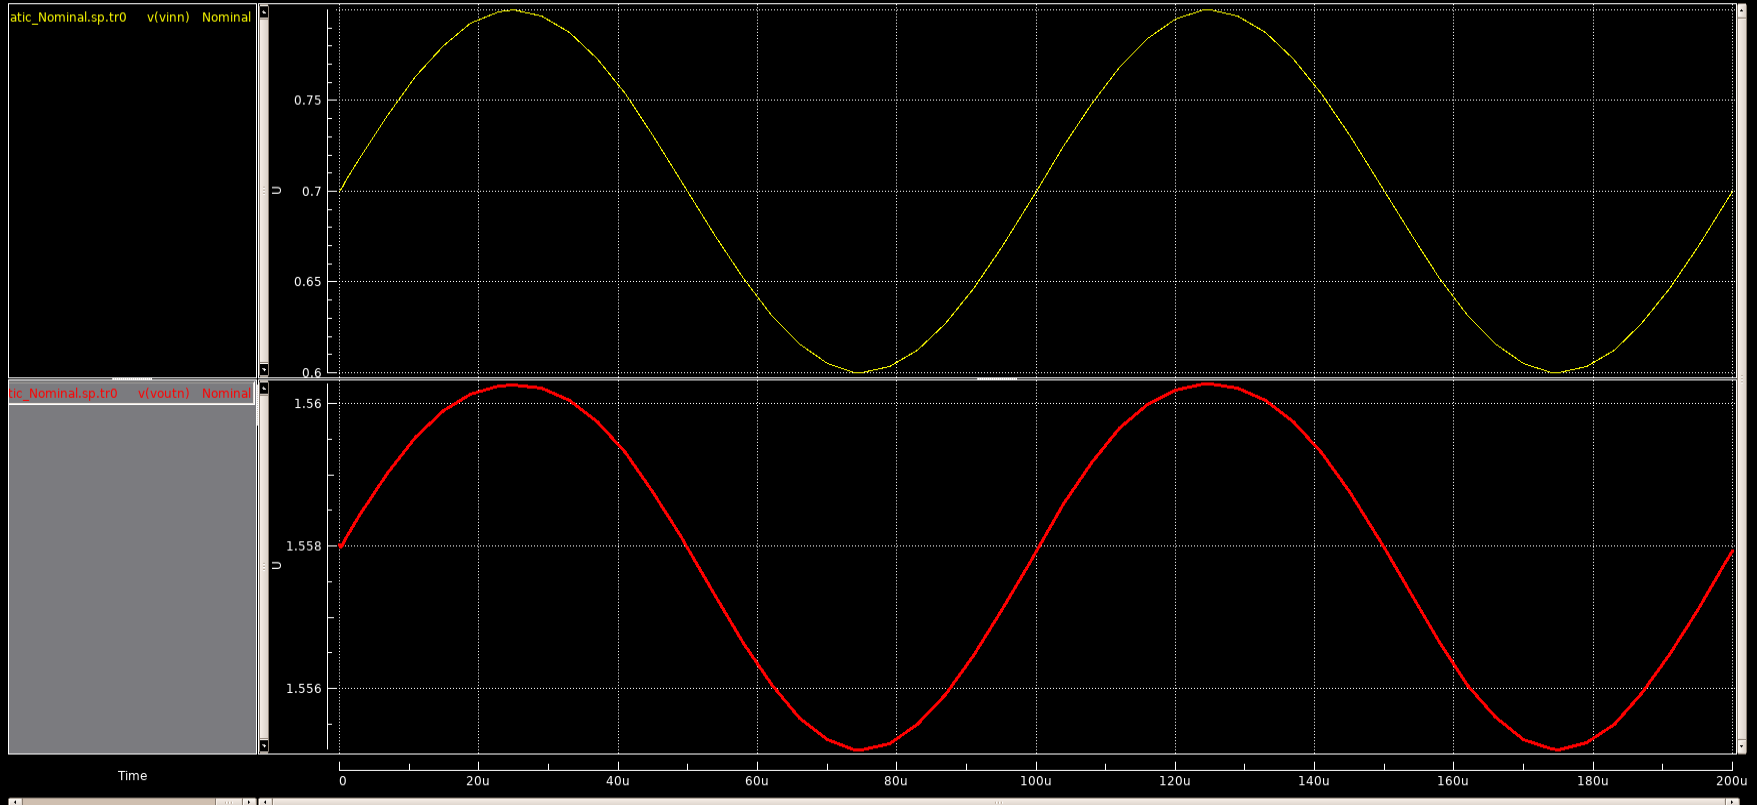 atic_Nominal.sp.tr0 v(vinn) Nominal
0.75
0.7
0.65
0.6
tic_Nominal.sp.tr0 v(voutn) Nominal
1.56
1.558
1.556
Time
0 20u 40u 60u 80u 100u 120u 140u 160u 180u 200u